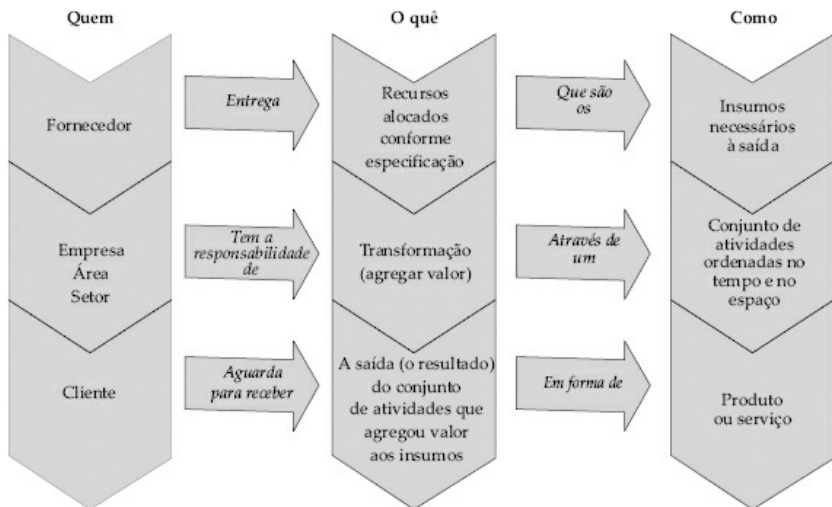 Quem
O quê
Como
Fornecedor
Entrega
Recursos
alocados
conforme
especificação
Que são
os
Insumos
necessários
à saída
Empresa
Área
Setor
Tem a
responsabilidade
de
Transformação
(agregar valor)
Através de
um
Conjunto de
atividades
ordenadas no
tempo e no
espaço
Cliente
Aguarda
para receber
A saída (o resultado)
do conjunto
de atividades que
agregou valor
aos insumos
Em forma de
Produto
ou serviço